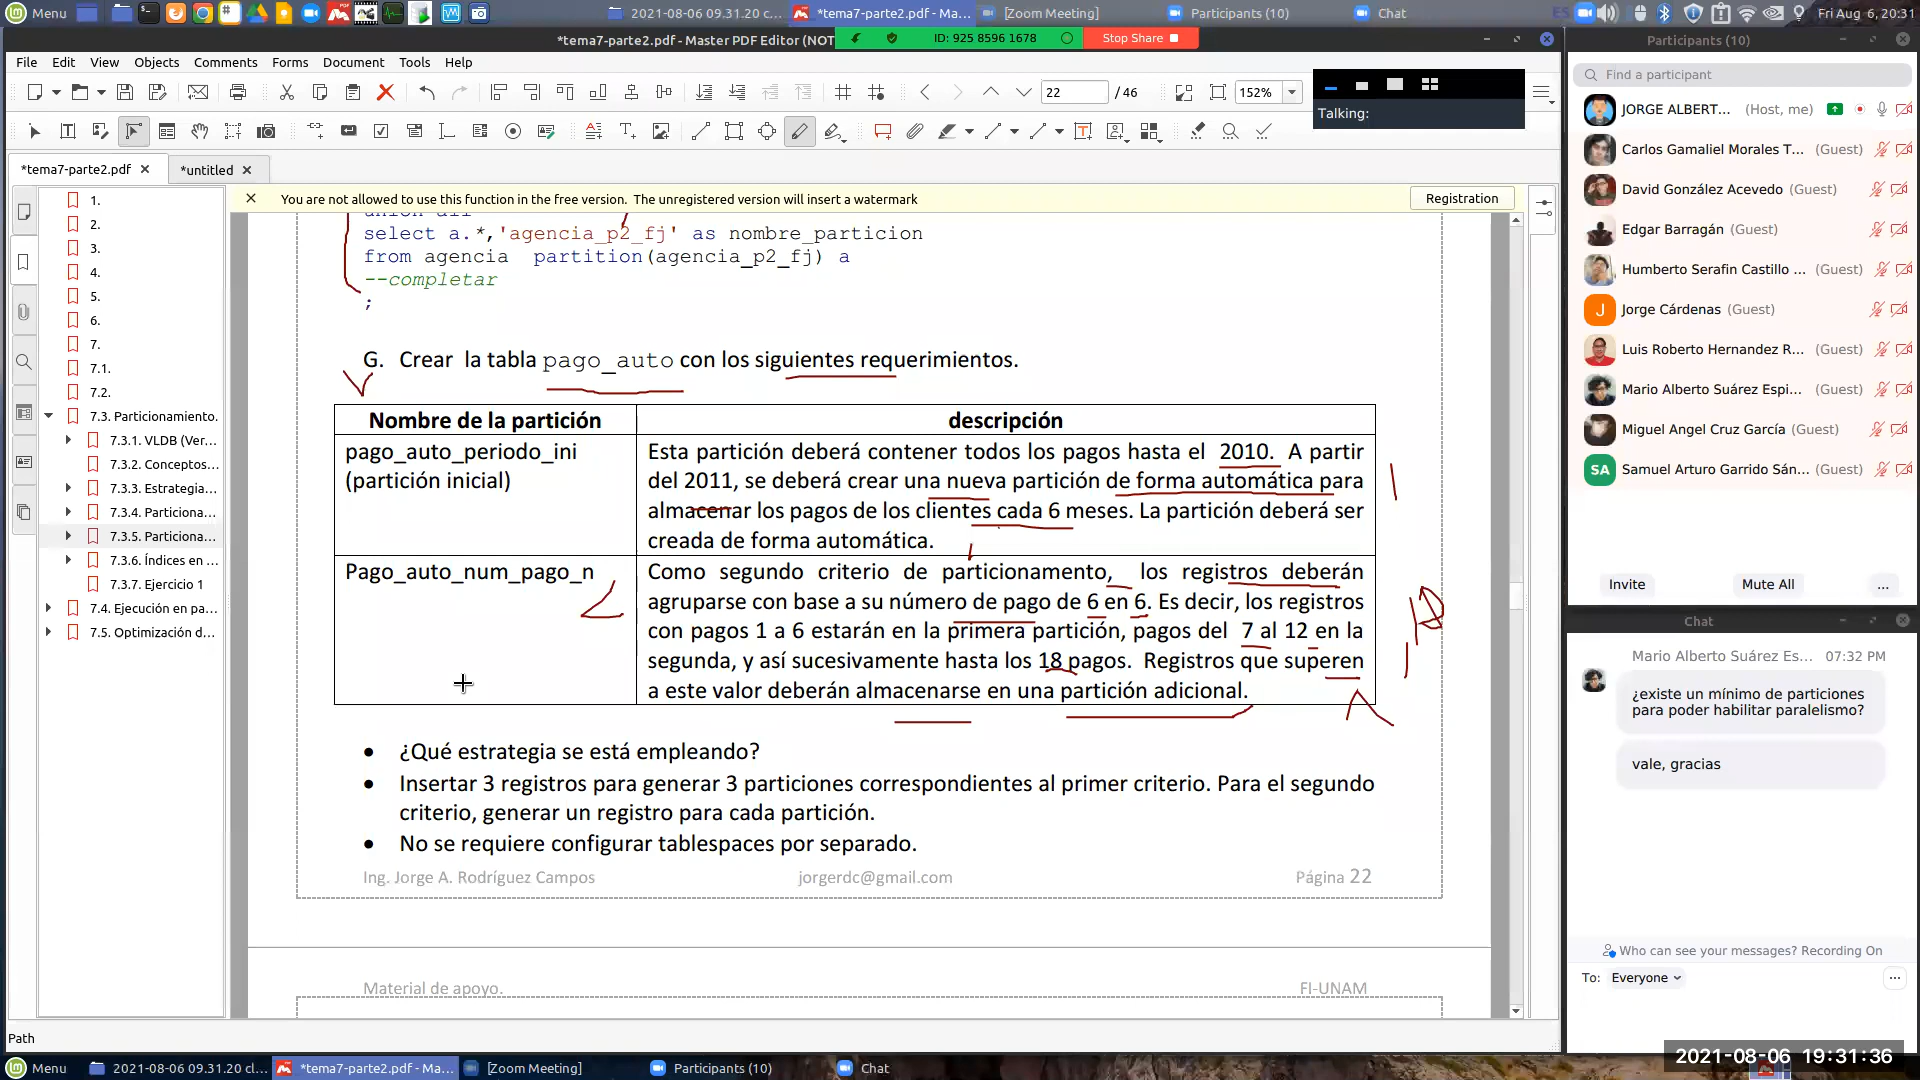 Menu
2021-08-06 09.31.20 c...
*tema7-parte2.pdf - Ma...
[Zoom Meeting]
Participants (10)
Chat
ES
Fri Aug 6, 20:31
*tema7-parte2.pdf - Master PDF Editor (NOT
ID: 925 8596 1678
Stop Share
File Edit View Objects Comments Forms Document Tools Help
22 / 46
152%
Talking:
*tema7-parte2.pdf
*untitled
You are not allowed to use this function in the free version. The unregistered version will insert a watermark
Registration
1.
2.
3.
4.
5.
6.
7.
7.1.
7.2.
7.3. Particionamiento.
7.3.1. VLDB (Ver...
7.3.2. Conceptos...
7.3.3. Estrategia...
7.3.4. Particiona...
7.3.5. Particiona...
7.3.6. Índices en ...
7.3.7. Ejercicio 1
7.4. Ejecución en pa...
7.5. Optimización d...
union all
select a.*,'agencia_p2_fj' as nombre_particion
from agencia partition(agencia_p2_fj) a
--completar
;
G. Crear la tabla pago_auto con los siguientes requerimientos.
Nombre de la partición
descripción
pago_auto_periodo_ini
(partición inicial)
Esta partición deberá contener todos los pagos hasta el 2010. A partir
del 2011, se deberá crear una nueva partición de forma automática para
almacenar los pagos de los clientes cada 6 meses. La partición deberá ser
creada de forma automática.
Pago_auto_num_pago_n
Como segundo criterio de particionamento, los registros deberán
agruparse con base a su número de pago de 6 en 6. Es decir, los registros
con pagos 1 a 6 estarán en la primera partición, pagos del 7 al 12 en la
segunda, y así sucesivamente hasta los 18 pagos. Registros que superen
a este valor deberán almacenarse en una partición adicional.
• ¿Qué estrategia se está empleando?
• Insertar 3 registros para generar 3 particiones correspondientes al primer criterio. Para el segundo
criterio, generar un registro para cada partición.
• No se requiere configurar tablespaces por separado.
Ing. Jorge A. Rodríguez Campos
jorgerdc@gmail.com
Página 22
Material de apoyo.
FI-UNAM
Path
Participants (10)
Find a participant
JORGE ALBERT... (Host, me)
Carlos Gamaliel Morales T... (Guest)
David González Acevedo (Guest)
Edgar Barragán (Guest)
Humberto Serafin Castillo ... (Guest)
J
Jorge Cárdenas (Guest)
Luis Roberto Hernandez R... (Guest)
Mario Alberto Suárez Espi... (Guest)
Miguel Angel Cruz García (Guest)
SA
Samuel Arturo Garrido Sán... (Guest)
Invite
Mute All
...
Chat
Mario Alberto Suárez Es... 07:32 PM
¿existe un mínimo de particiones
para poder habilitar paralelismo?
vale, gracias
Who can see your messages? Recording On
To: Everyone
2021-08-06 19:31:36
Menu
2021-08-06 09.31.20 cl...
*tema7-parte2.pdf - Ma...
[Zoom Meeting]
Participants (10)
Chat